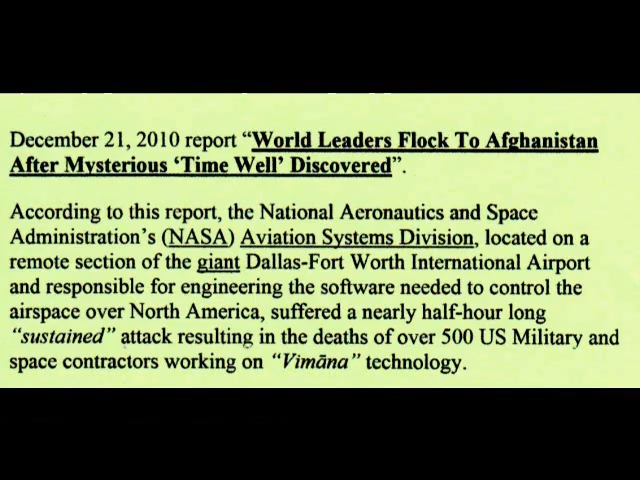 December 21, 2010 report “World Leaders Flock To Afghanistan
After Mysterious ‘Time Well’ Discovered”.
According to this report, the National Aeronautics and Space
Administration’s (NASA) Aviation Systems Division, located on a
remote section of the giant Dallas-Fort Worth International Airport
and responsible for engineering the software needed to control the
airspace over North America, suffered a nearly half-hour long
“sustained” attack resulting in the deaths of over 500 US Military and
space contractors working on “Vimāna” technology.